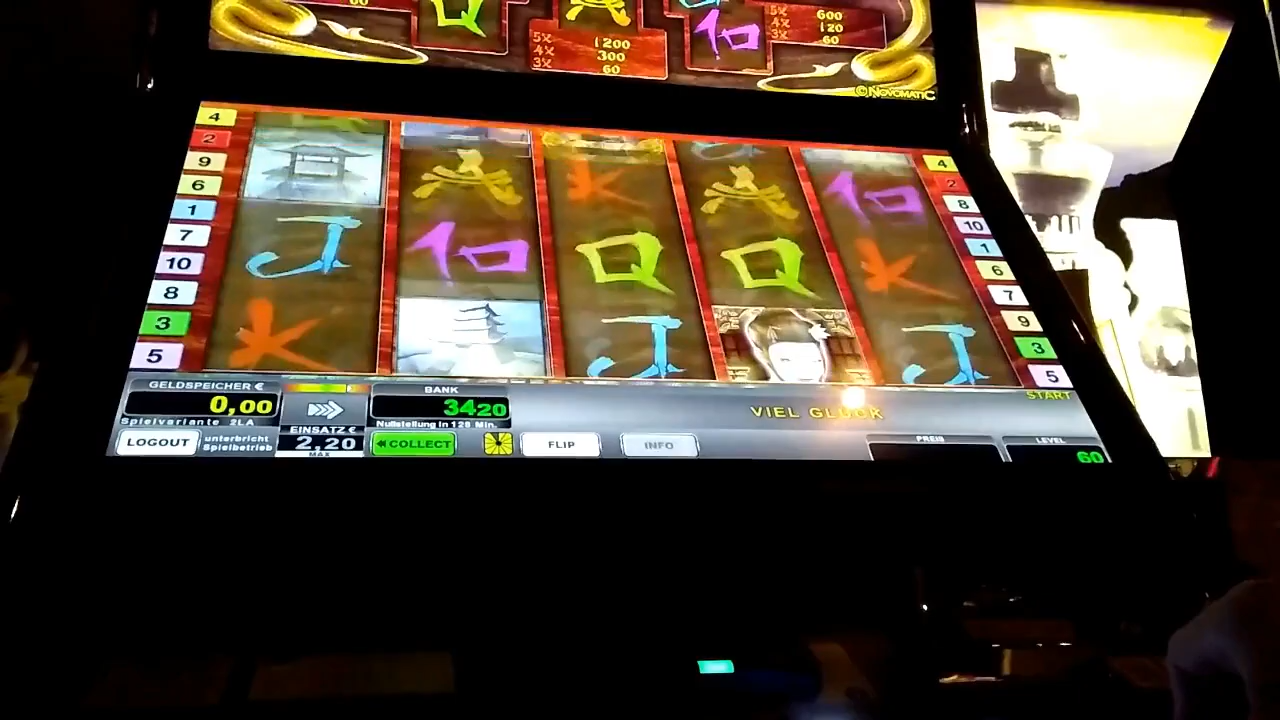 60
Q
5X 1200
4X 300
3X 60
5X 600
4X 120
3X 60
© NOVOMATIC
4
2
9
6
1
7
10
8
3
5
A K A
J Q Q K
K J J
4
2
8
10
1
6
7
9
3
5
GELDSPEICHER €
0,00
Spielvariante 2LA
EINSATZ €
2,20
MAX
BANK
3420
Nullstellung in 128 Min.
VIEL GLÜCK
START
LOGOUT
unterbricht
Spielbetrieb
COLLECT
FLIP
INFO
PREIS
LEVEL
60